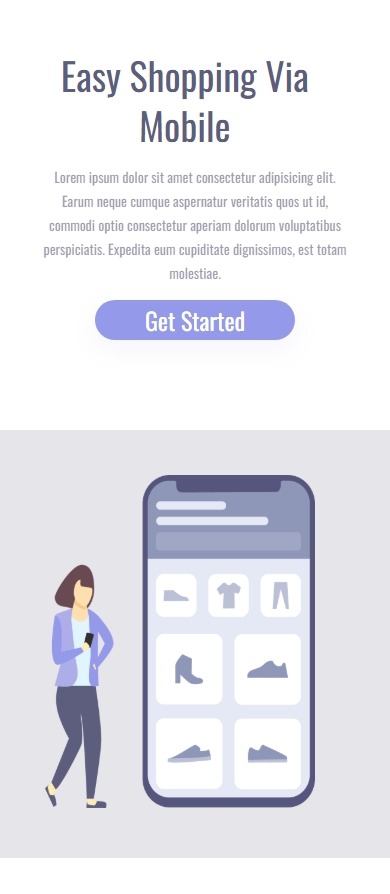 Easy Shopping Via
Mobile
Lorem ipsum dolor sit amet consectetur adipisicing elit.
Earum neque cumque aspernatur veritatis quos ut id,
commodi optio consectetur aperiam dolorum voluptatibus
perspiciatis. Expedita eum cupiditate dignissimos, est totam
molestiae.
Get Started